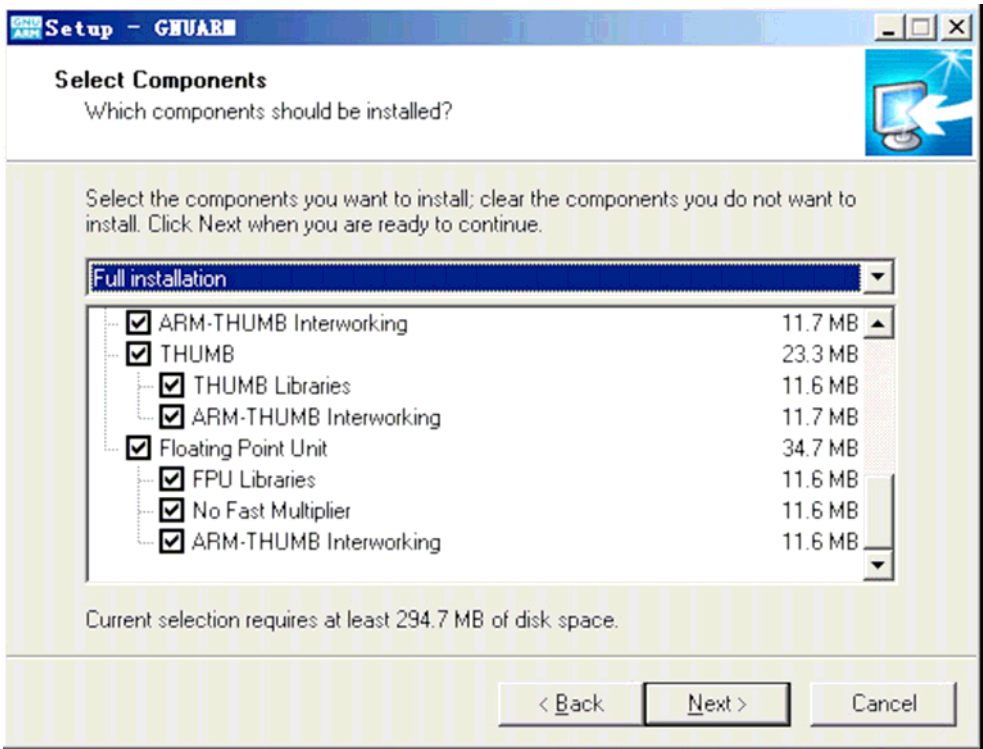 GNU
ARM
Setup - GNUARM
Select Components
Which components should be installed?
Select the components you want to install; clear the components you do not want to
install. Click Next when you are ready to continue.
Full installation
ARM-THUMB Interworking 11.7 MB
THUMB 23.3 MB
THUMB Libraries 11.6 MB
ARM-THUMB Interworking 11.7 MB
Floating Point Unit 34.7 MB
FPU Libraries 11.6 MB
No Fast Multiplier 11.6 MB
ARM-THUMB Interworking 11.6 MB
Current selection requires at least 294.7 MB of disk space.
< Back Next > Cancel